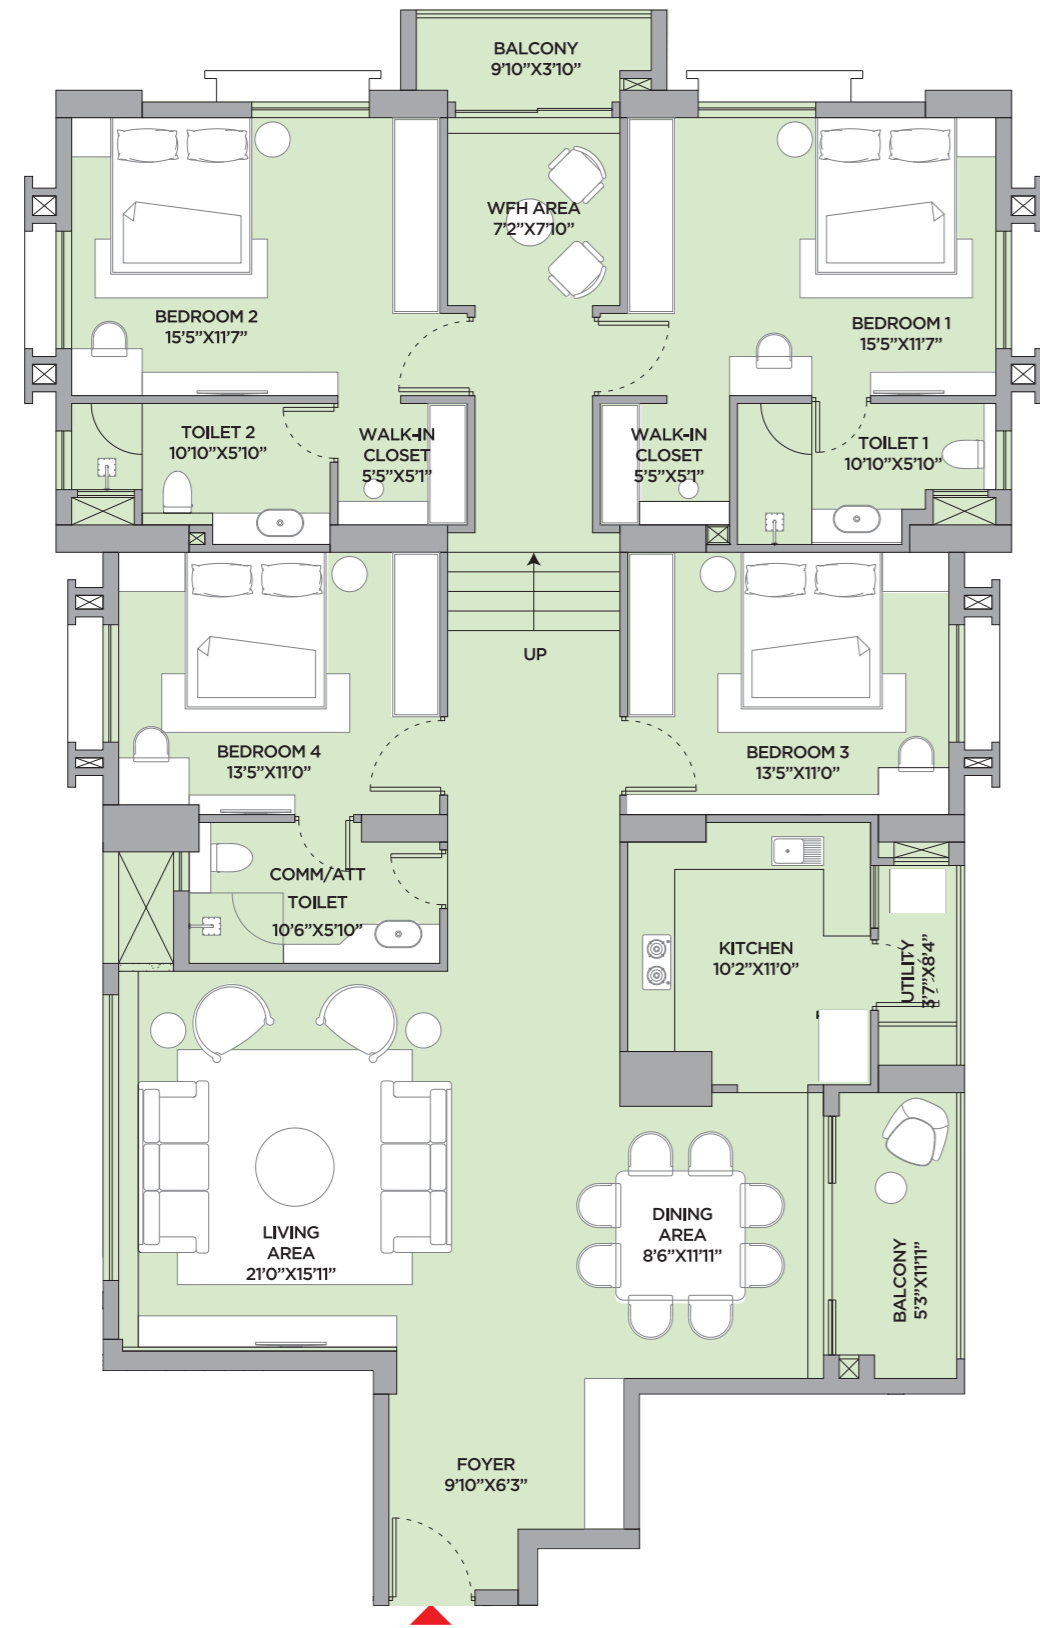 BALCONY
9'10”X3'10”
WFH AREA
7'2”X7'10”
BEDROOM 2
15'5”X11'7”
BEDROOM 1
15'5”X11'7”
TOILET 2
10'10”X5'10”
WALK-IN
CLOSET
5'5”X5'1”
WALK-IN
CLOSET
5'5”X5'1”
TOILET 1
10'10”X5'10”
UP
BEDROOM 4
13'5”X11'0”
BEDROOM 3
13'5”X11'0”
COMM/ATT
TOILET
10'6”X5'10”
KITCHEN
10'2”X11'0”
UTILITY
3'7”X8'4”
LIVING
AREA
21'0”X15'11”
DINING
AREA
8'6”X11'11”
BALCONY
5'3”X11'11”
FOYER
9'10”X6'3”